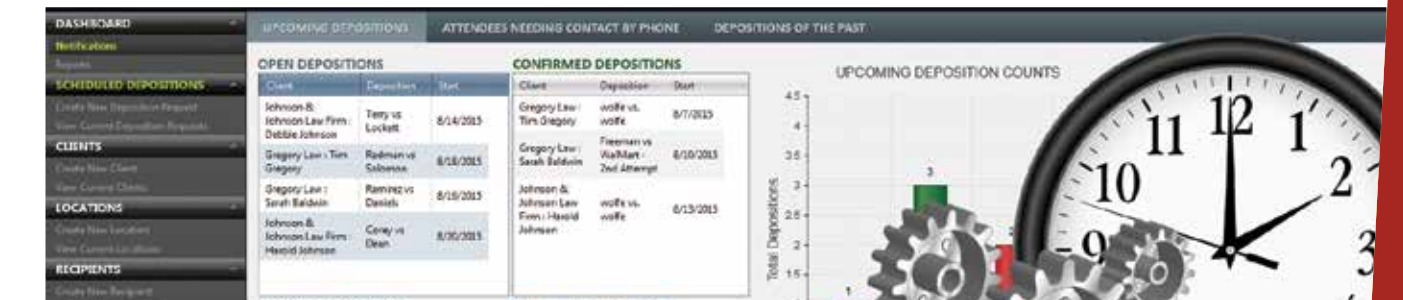 DASHBOARD
Notifications
Reports
SCHEDULED DEPOSITIONS
Create New Deposition Request
View Current Deposition Requests
CLIENTS
Create New Client
View Current Clients
LOCATIONS
Create New Location
View Current Locations
RECIPIENTS
Create New Recipient
UPCOMING DEPOSITIONS
ATTENDEES NEEDING CONTACT BY PHONE
DEPOSITIONS OF THE PAST
OPEN DEPOSITIONS
Client Deposition Start
Johnson &
Johnson Law Firm :
Debbie Johnson
Terry vs
Lockett
8/14/2015
Gregory Law : Tim
Gregory
Redman vs
Solomon
8/18/2015
Gregory Law :
Sarah Baldwin
Ramirez vs
Daniels
8/19/2015
Johnson &
Johnson Law Firm :
Harold Johnson
Corey vs
Dean
8/20/2015
CONFIRMED DEPOSITIONS
Client Deposition Start
Gregory Law :
Tim Gregory
wolfe vs.
wolfe
8/7/2015
Gregory Law :
Sarah Baldwin
Freeman vs
WalMart -
2nd Attempt
8/10/2015
Johnson &
Johnson Law
Firm : Harold
Johnson
wolfe vs.
wolfe
8/13/2015
UPCOMING DEPOSITION COUNTS
Total Depositions
4.5
4
3.5
3
2.5
2
1.5
3
1
11 12 1
10 2
9 3